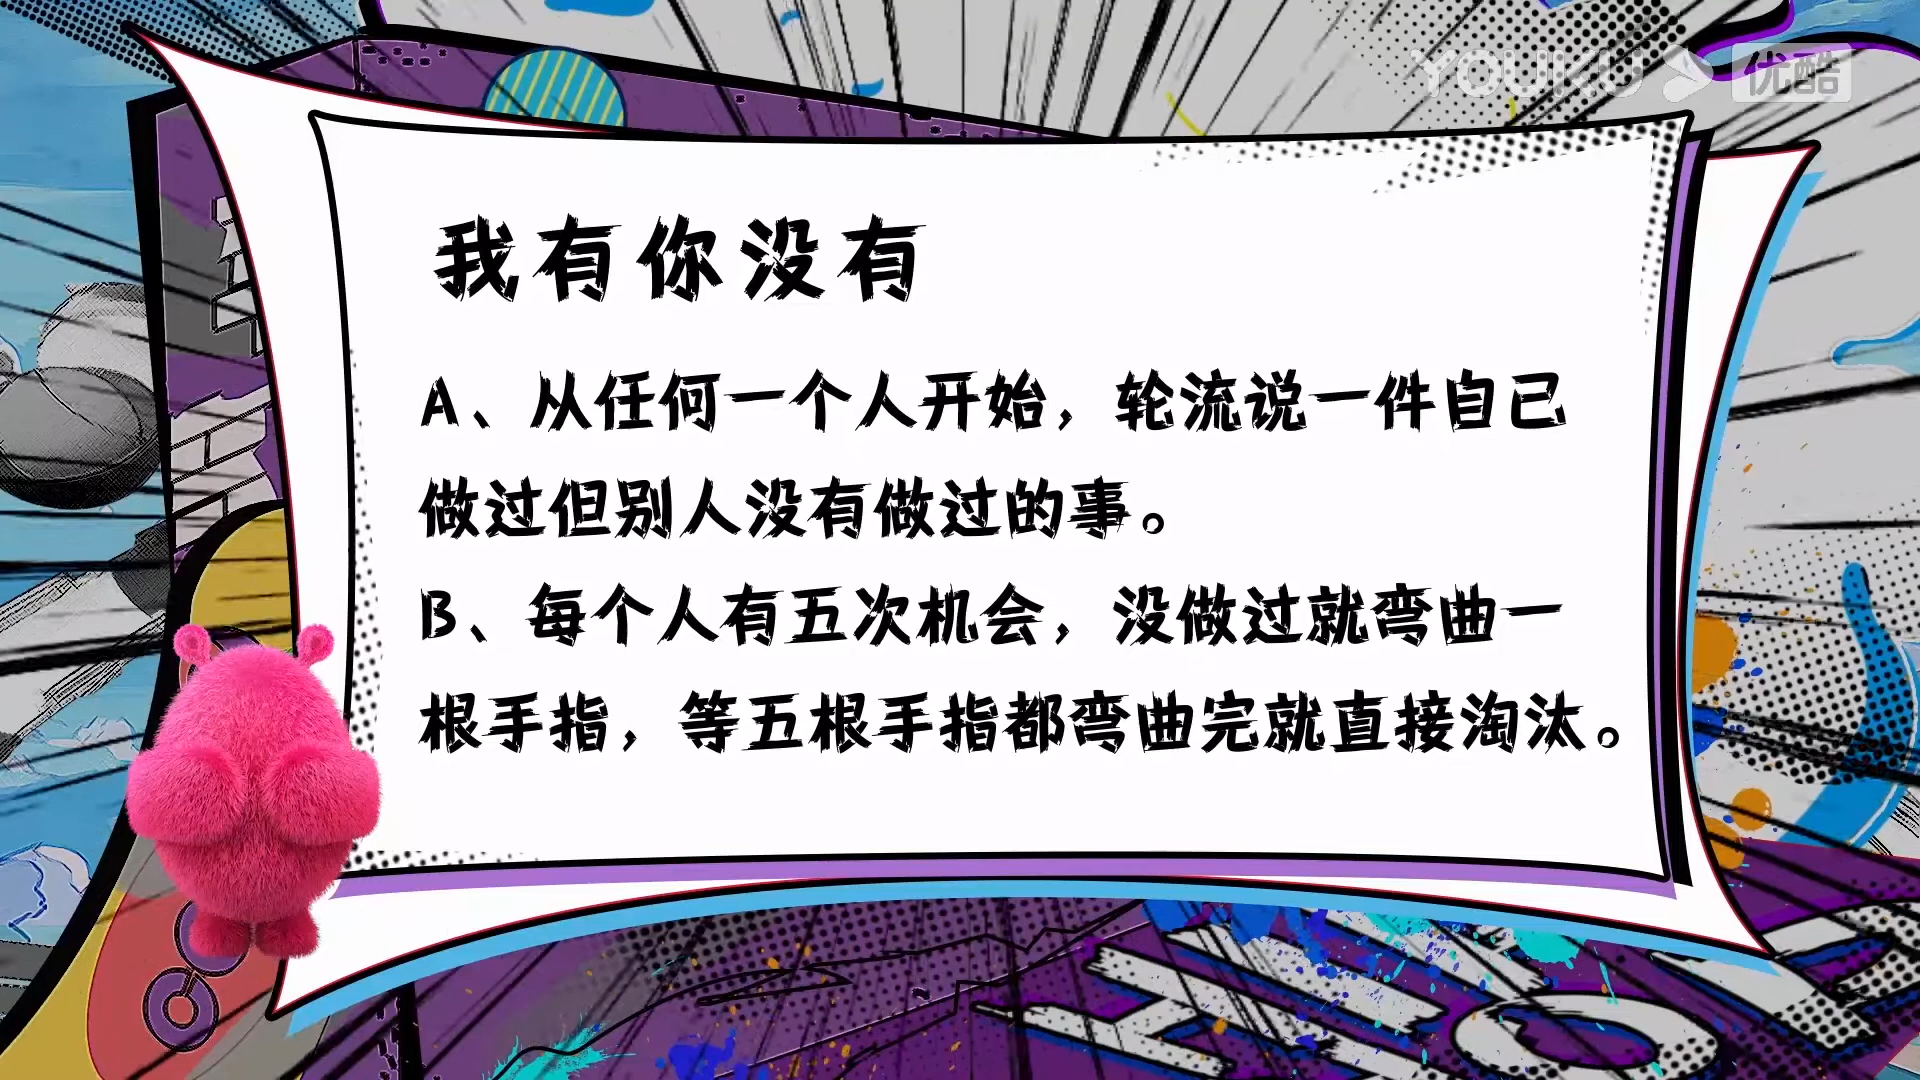 YOUKU 优酷
我有你没有
A、从任何一个人开始，轮流说一件自己
做过但别人没有做过的事。
B、每个人有五次机会，没做过就弯曲一
根手指，等五根手指都弯曲完就直接淘汰。